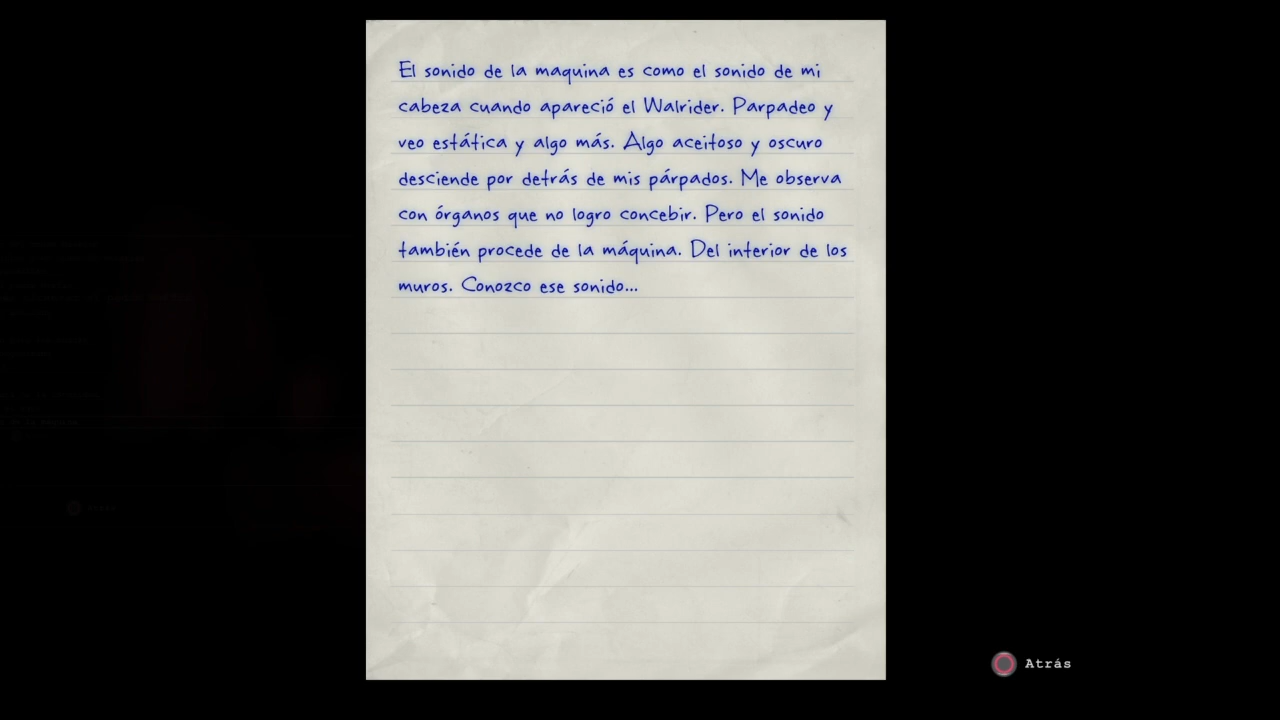 El sonido de la maquina es como el sonido de mi
cabeza cuando apareció el Walrider. Parpadeo y
veo estática y algo más. Algo aceitoso y oscuro
desciende por detrás de mis párpados. Me observa
con órganos que no logro concebir. Pero el sonido
también procede de la máquina. Del interior de los
muros. Conozco ese sonido...
Atrás